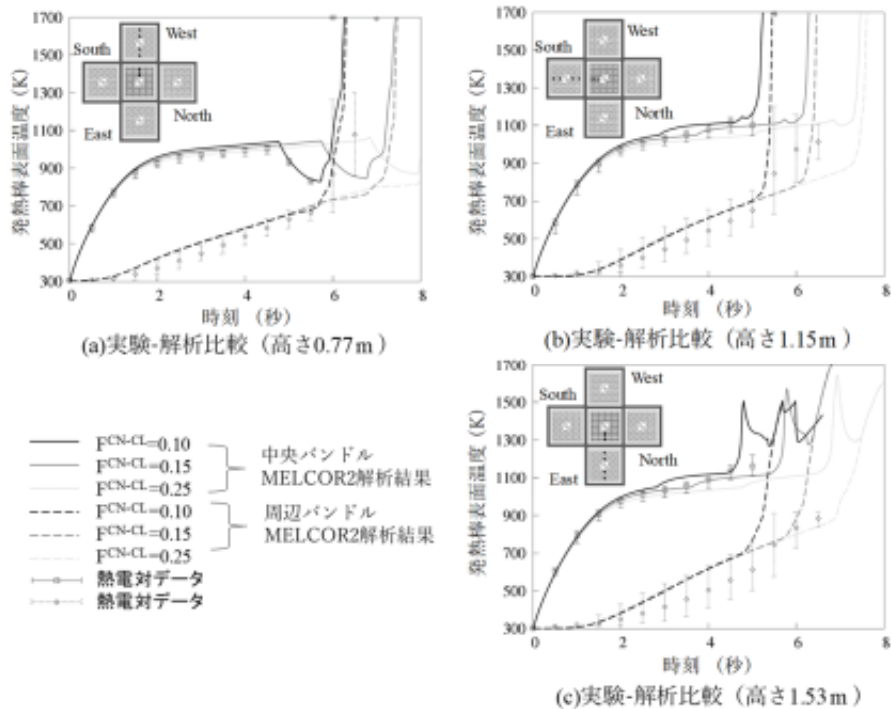 1700
1500
1300
1100
900
700
500
300
0 2 4 6 8
South West
East North
発熱棒表面温度（K）
時刻 （秒）
(a)実験-解析比較（高さ0.77m）
1700
1500
1300
1100
900
700
500
300
0 2 4 6 8
South West
East North
発熱棒表面温度（K）
時刻 （秒）
(b)実験-解析比較（高さ1.15m）
F^CN-CL=0.10
F^CN-CL=0.15
F^CN-CL=0.25
中央バンドル
MELCOR2解析結果
F^CN-CL=0.10
F^CN-CL=0.15
F^CN-CL=0.25
周辺バンドル
MELCOR2解析結果
熱電対データ
熱電対データ
1700
1500
1300
1100
900
700
500
300
0 2 4 6 8
South West
East North
発熱棒表面温度（K）
時刻 （秒）
(c)実験-解析比較（高さ1.53m）